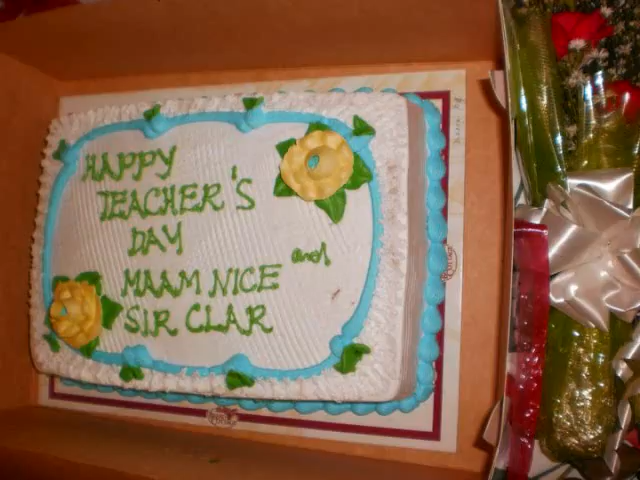 HAPPY
TEACHER'S
DAY
MAAM NICE and
SIR CLAR